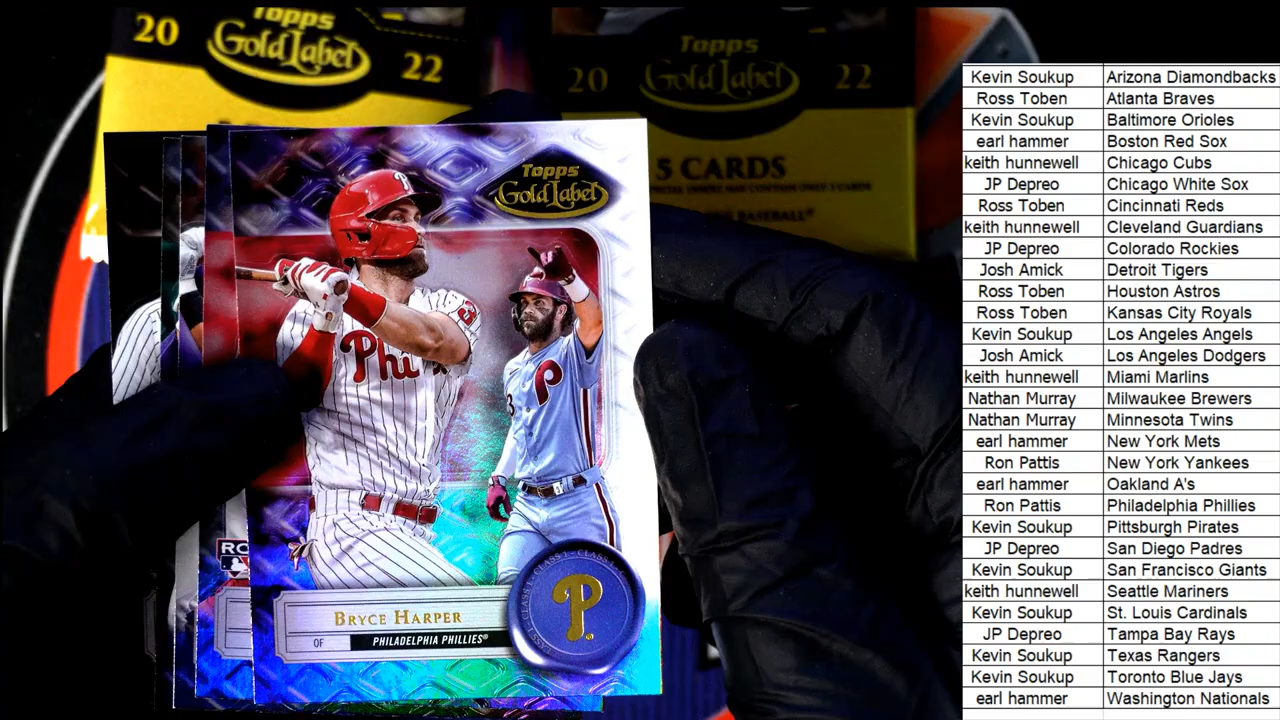 20 Topps Gold Label 22
20 Topps Gold Label 22
5 CARDS
BASEBALL®
Topps
Gold Label
Phi
3
P
RC
BRYCE HARPER
OF PHILADELPHIA PHILLIES®
CLASS 1
P
Kevin Soukup Arizona Diamondbacks
Ross Toben Atlanta Braves
Kevin Soukup Baltimore Orioles
earl hammer Boston Red Sox
keith hunnewell Chicago Cubs
JP Depreo Chicago White Sox
Ross Toben Cincinnati Reds
keith hunnewell Cleveland Guardians
JP Depreo Colorado Rockies
Josh Amick Detroit Tigers
Ross Toben Houston Astros
Ross Toben Kansas City Royals
Kevin Soukup Los Angeles Angels
Josh Amick Los Angeles Dodgers
keith hunnewell Miami Marlins
Nathan Murray Milwaukee Brewers
Nathan Murray Minnesota Twins
earl hammer New York Mets
Ron Pattis New York Yankees
earl hammer Oakland A's
Ron Pattis Philadelphia Phillies
Kevin Soukup Pittsburgh Pirates
JP Depreo San Diego Padres
Kevin Soukup San Francisco Giants
keith hunnewell Seattle Mariners
Kevin Soukup St. Louis Cardinals
JP Depreo Tampa Bay Rays
Kevin Soukup Texas Rangers
Kevin Soukup Toronto Blue Jays
earl hammer Washington Nationals